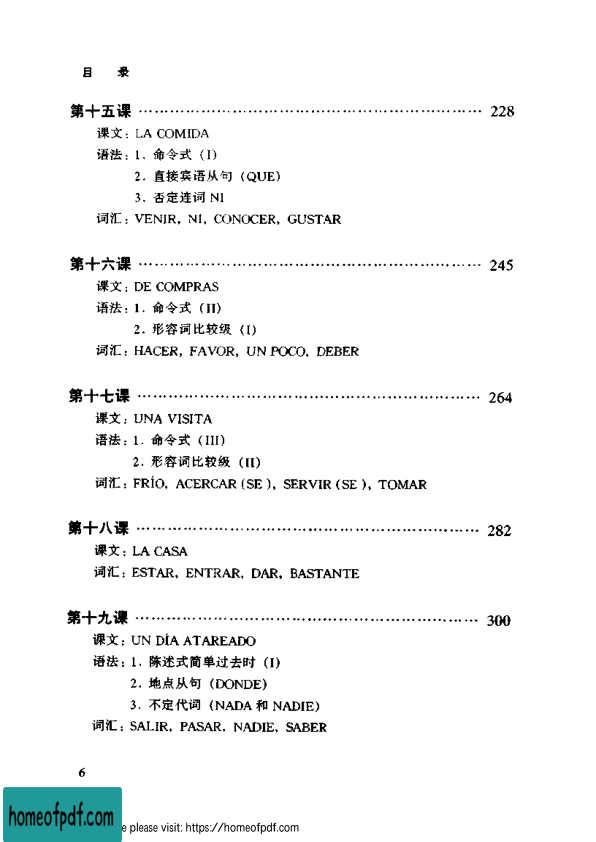 目 录
第十五课 …………………………………………………… 228
课文：LA COMIDA
语法：1. 命令式（I）
2. 直接宾语从句（QUE）
3. 否定连词 NI
词汇：VENIR, NI, CONOCER, GUSTAR
第十六课 …………………………………………………… 245
课文：DE COMPRAS
语法：1. 命令式（II）
2. 形容词比较级（I）
词汇：HACER, FAVOR, UN POCO, DEBER
第十七课 …………………………………………………… 264
课文：UNA VISITA
语法：1. 命令式（III）
2. 形容词比较级（II）
词汇：FRÍO, ACERCAR (SE), SERVIR (SE), TOMAR
第十八课 …………………………………………………… 282
课文：LA CASA
词汇：ESTAR, ENTRAR, DAR, BASTANTE
第十九课 …………………………………………………… 300
课文：UN DÍA ATAREADO
语法：1. 陈述式简单过去时（I）
2. 地点从句（DONDE）
3. 不定代词（NADA 和 NADIE）
词汇：SALIR, PASAR, NADIE, SABER
6
homeofpdf.com
e please visit: https://homeofpdf.com